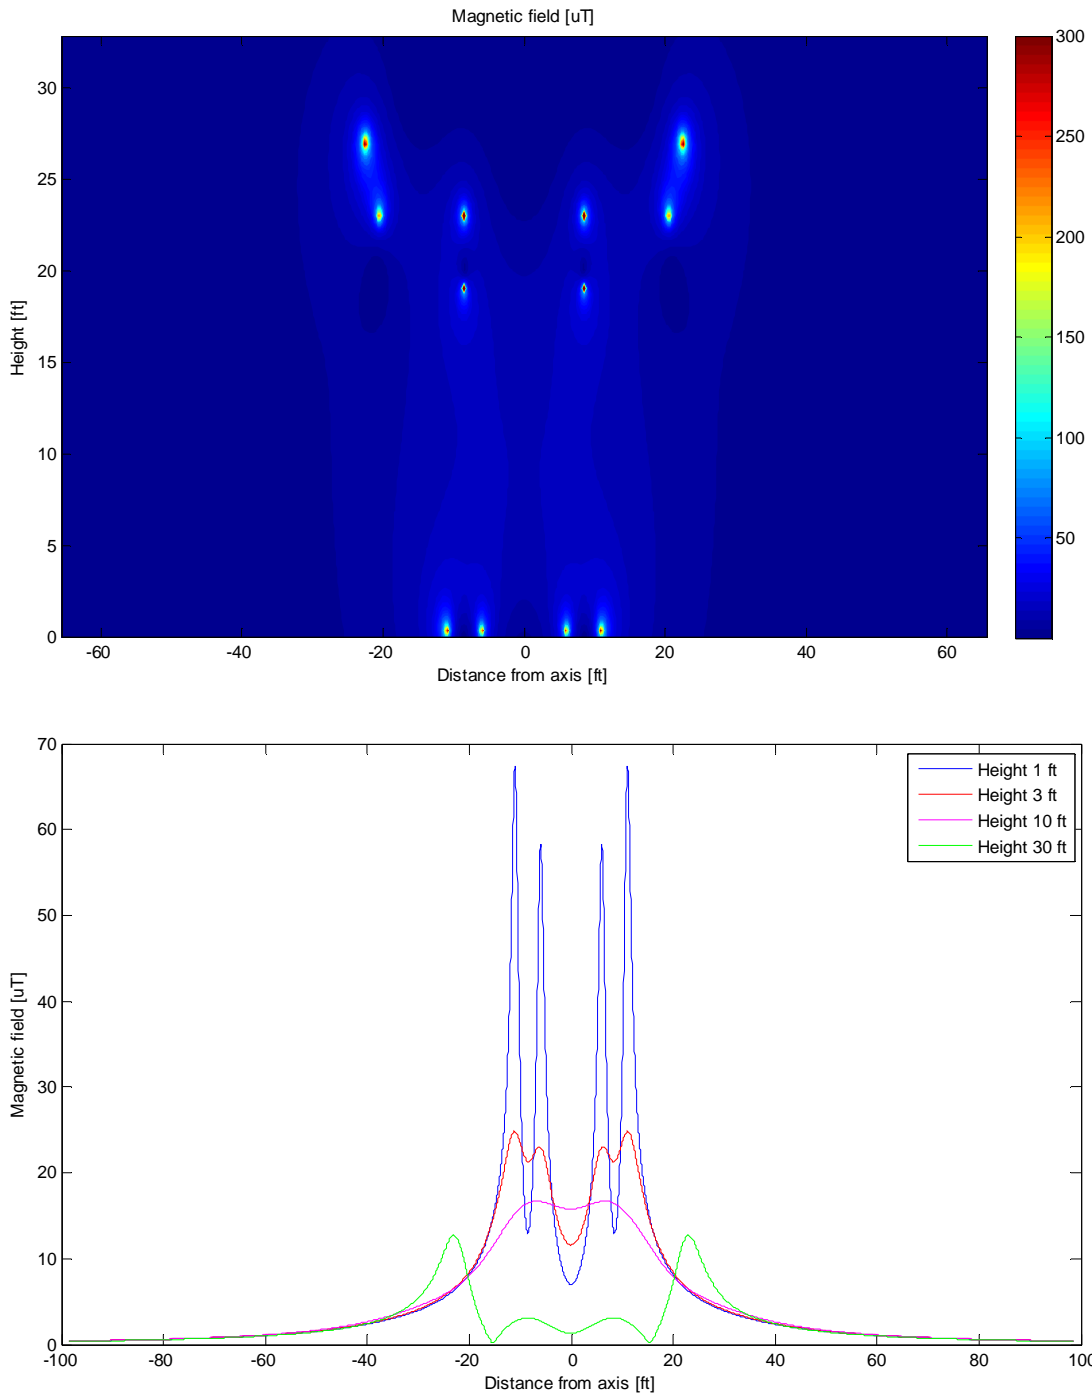 Magnetic field [uT]
300
250
200
150
100
50
30
25
20
15
10
5
0
Height [ft]
-60 -40 -20 0 20 40 60
Distance from axis [ft]
70
60
50
40
30
20
10
0
Magnetic field [uT]
Height 1 ft
Height 3 ft
Height 10 ft
Height 30 ft
-100 -80 -60 -40 -20 0 20 40 60 80 100
Distance from axis [ft]